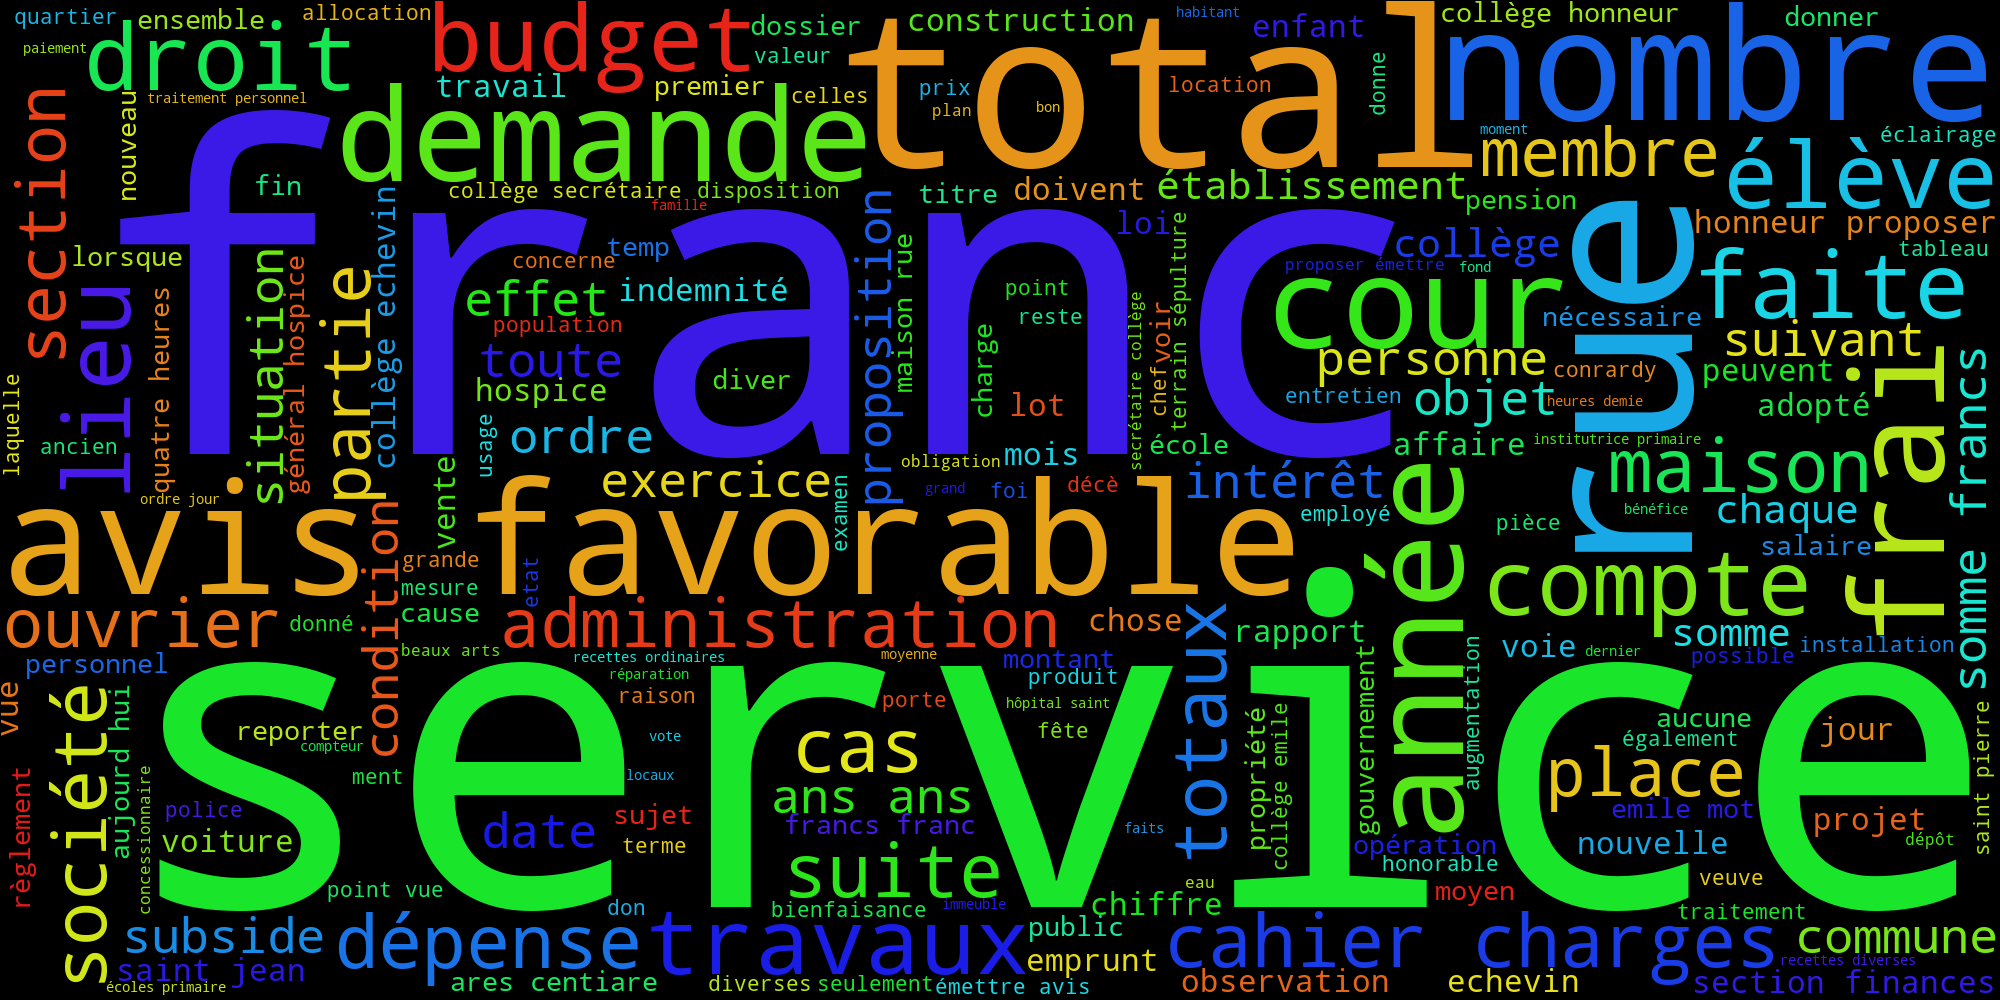 quartier
ensemble
allocation
budget
dossier
construction
habitant
enfant
total
collège honneur
donner
paiement
droit
valeur
nombre
travail
premier
celles
prix
location
donne
traitement personnel
nouveau
demande
plan
bon
moment
membre
éclairage
section
fin
collège secrétaire
disposition
titre
doivent
établissement
pension
élève
famille
franc
honneur proposer
lorsque
collège echevin
temp
proposition
maison rue
loi
terrain sépulture
collège
rue
tableau
concerne
proposer émettre
fond
lieu
quatre heures
situation
général hospice
partie
effet
indemnité
point
reste
cour
faite
population
secrétaire collège
chefvoir
nécessaire
suivant
toute
charge
personne
conrardy
peuvent
frai
somme francs
laquelle
hospice
diver
lot
entretien
objet
heures demie
adopté
ancien
usage
ordre
mois
école
affaire
institutrice primaire
maison
vente
obligation
exercice
examen
grand
foi
décè
intérêt
année
ordre jour
avis favorable
employé
pièce
bénéfice
chaque
condition
grande
etat
salaire
mesure
compte
ouvrier
donné
cause
administration
chose
totaux
rapport
voie
somme
dernier
installation
personnel
beaux arts
recettes ordinaires
moyenne
montant
gouvernement
augmentation
possible
vue
société
aujourd hui
réparation
raison
porte
produit
hôpital saint
service
saint pierre
reporter
compteur
vote
cas
fête
propriété
collège emile
aucune
également
jour
règlement
concessionnaire
ment
locaux
place
police
ans ans
emile mot
voiture
date
sujet
francs franc
faits
projet
terme
opération
nouvelle
dépôt
suite
honorable
point vue
eau
moyen
veuve
don
bienfaisance
immeuble
chiffre
traitement
subside
dépense
travaux
public
cahier charges
commune
saint jean
emprunt
recettes diverses
écoles primaire
ares centiare
diverses
seulement
émettre avis
observation
echevin
section finances